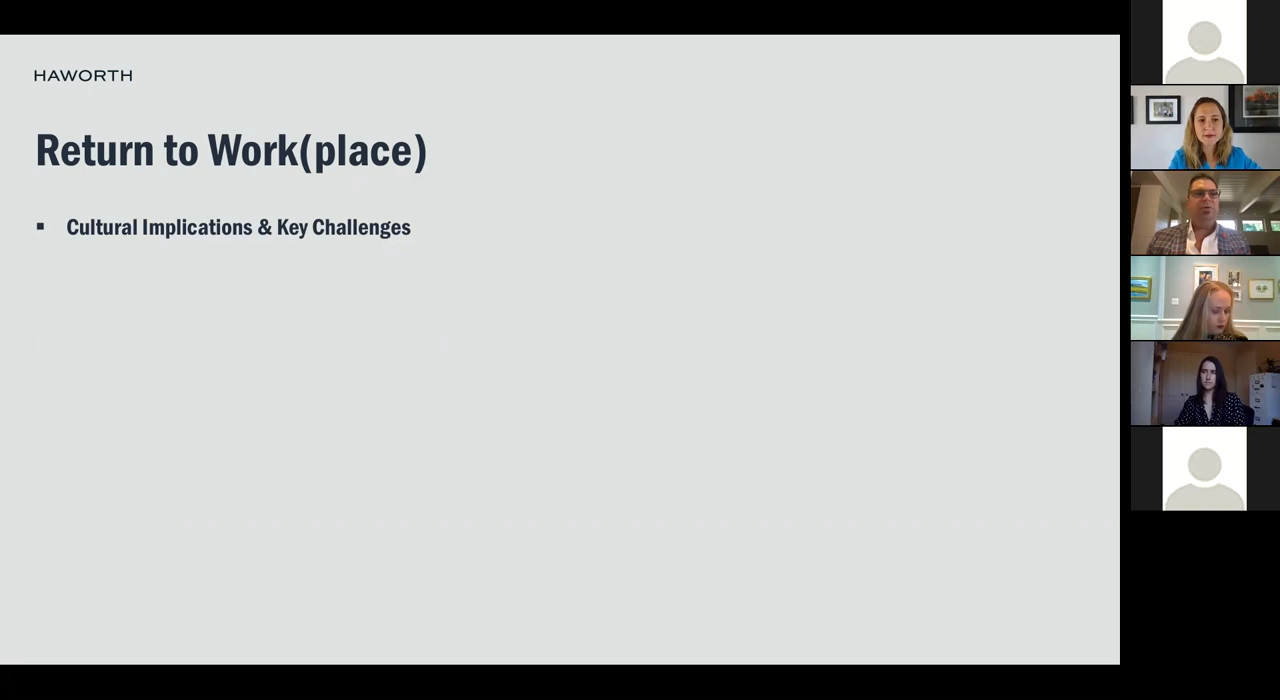 HAWORTH
Return to Work(place)
▪ Cultural Implications & Key Challenges